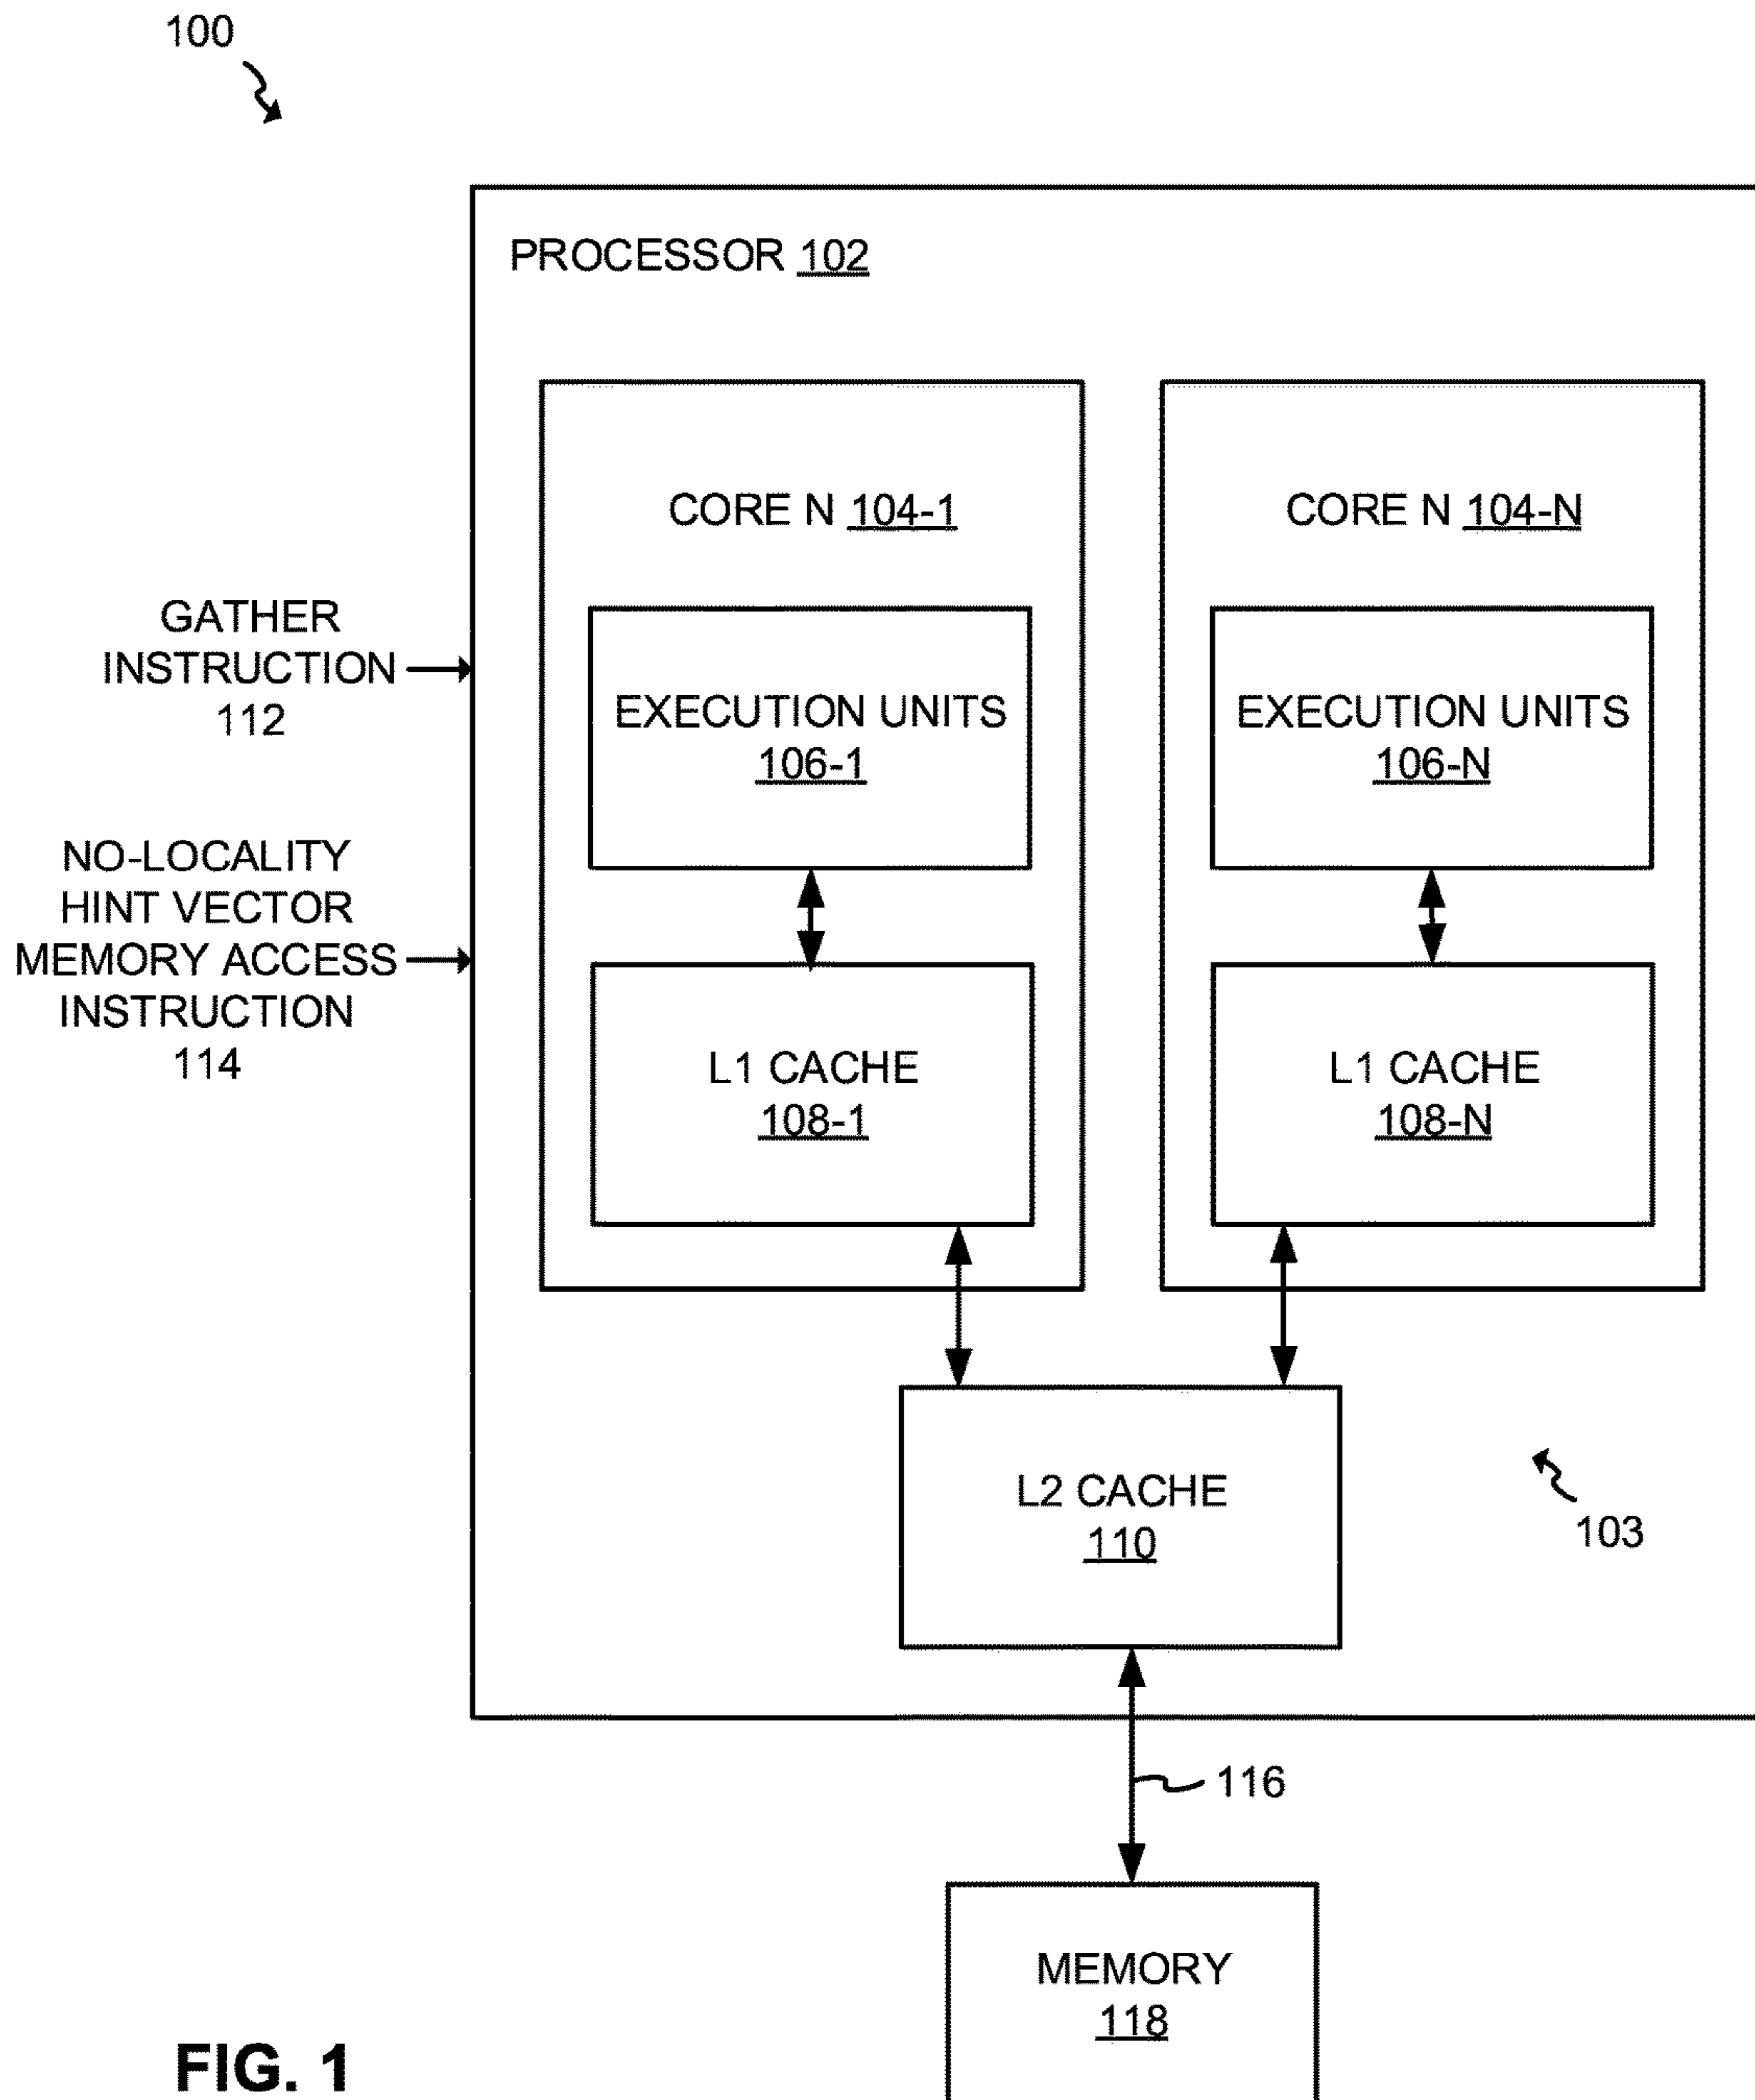 100
PROCESSOR 102
CORE N 104-1
CORE N 104-N
GATHER
INSTRUCTION
112
EXECUTION UNITS
106-1
EXECUTION UNITS
106-N
NO-LOCALITY
HINT VECTOR
MEMORY ACCESS
INSTRUCTION
114
L1 CACHE
108-1
L1 CACHE
108-N
L2 CACHE
110
103
116
MEMORY
118
FIG. 1